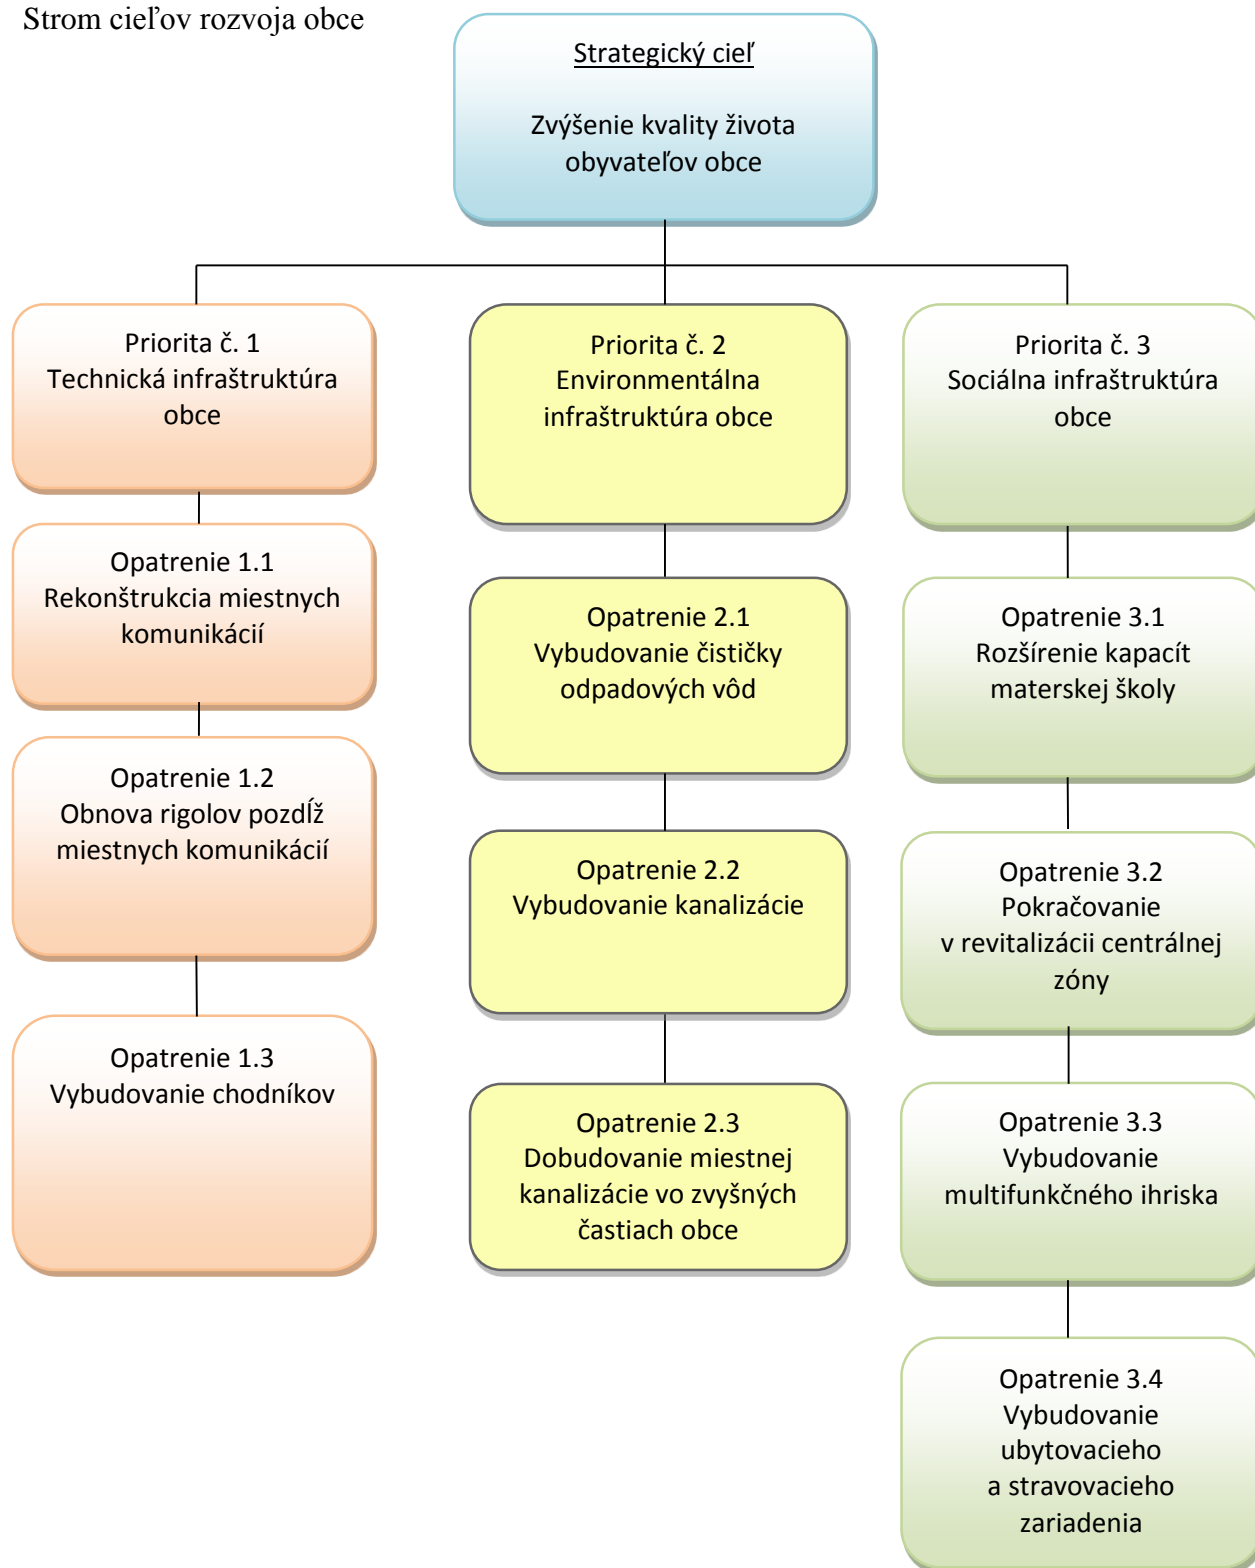 Strom cieľov rozvoja obce
Strategický cieľ
Zvýšenie kvality života
obyvateľov obce
Priorita č. 1
Technická infraštruktúra
obce
Opatrenie 1.1
Rekonštrukcia miestnych
komunikácií
Opatrenie 1.2
Obnova rigolov pozdĺž
miestnych komunikácií
Opatrenie 1.3
Vybudovanie chodníkov
Priorita č. 2
Environmentálna
infraštruktúra obce
Opatrenie 2.1
Vybudovanie čističky
odpadových vôd
Opatrenie 2.2
Vybudovanie kanalizácie
Opatrenie 2.3
Dobudovanie miestnej
kanalizácie vo zvyšných
častiach obce
Priorita č. 3
Sociálna infraštruktúra
obce
Opatrenie 3.1
Rozšírenie kapacít
materskej školy
Opatrenie 3.2
Pokračovanie
v revitalizácii centrálnej
zóny
Opatrenie 3.3
Vybudovanie
multifunkčného ihriska
Opatrenie 3.4
Vybudovanie
ubytovacieho
a stravovacieho
zariadenia